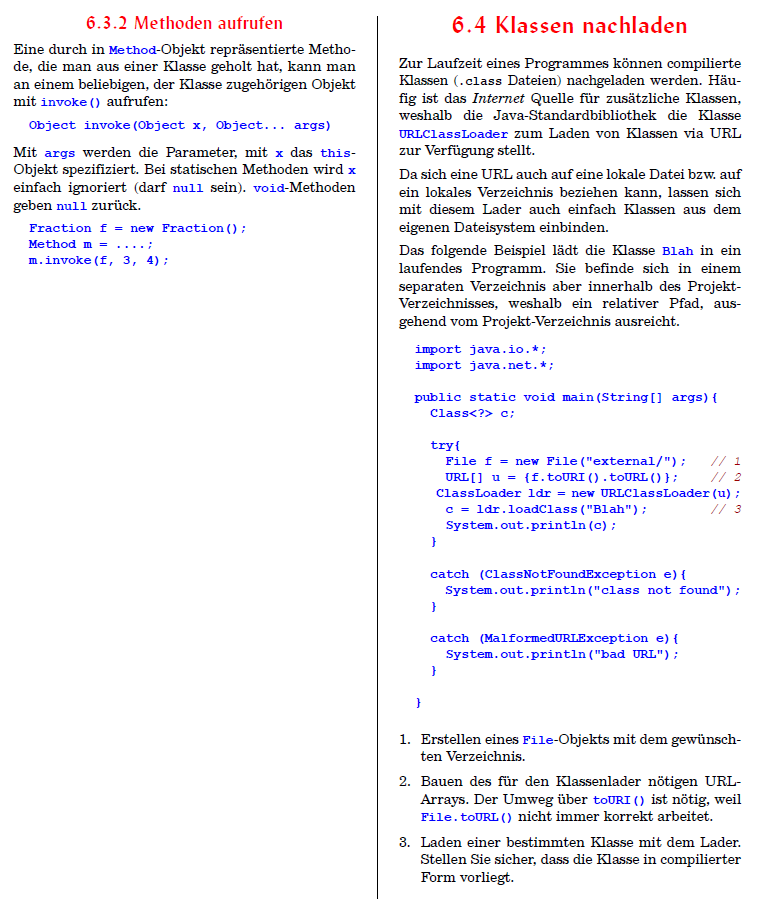 6.3.2 Methoden aufrufen
Eine durch in Method-Objekt repräsentierte Metho-
de, die man aus einer Klasse geholt hat, kann man
an einem beliebigen, der Klasse zugehörigen Objekt
mit invoke() aufrufen:
Object invoke(Object x, Object... args)
Mit args werden die Parameter, mit x das this-
Objekt spezifiziert. Bei statischen Methoden wird x
einfach ignoriert (darf null sein). void-Methoden
geben null zurück.
Fraction f = new Fraction();
Method m = ....;
m.invoke(f, 3, 4);
6.4 Klassen nachladen
Zur Laufzeit eines Programmes können compilierte
Klassen (.class Dateien) nachgeladen werden. Häu-
fig ist das Internet Quelle für zusätzliche Klassen,
weshalb die Java-Standardbibliothek die Klasse
URLClassLoader zum Laden von Klassen via URL
zur Verfügung stellt.
Da sich eine URL auch auf eine lokale Datei bzw. auf
ein lokales Verzeichnis beziehen kann, lassen sich
mit diesem Lader auch einfach Klassen aus dem
eigenen Dateisystem einbinden.
Das folgende Beispiel lädt die Klasse Blah in ein
laufendes Programm. Sie befinde sich in einem
separaten Verzeichnis aber innerhalb des Projekt-
Verzeichnisses, weshalb ein relativer Pfad, aus-
gehend vom Projekt-Verzeichnis ausreicht.
import java.io.*;
import java.net.*;
public static void main(String[] args){
Class<?> c;
try{
File f = new File("external/"); // 1
URL[] u = {f.toURI().toURL()}; // 2
ClassLoader ldr = new URLClassLoader(u);
c = ldr.loadClass("Blah"); // 3
System.out.println(c);
}
catch (ClassNotFoundException e){
System.out.println("class not found");
}
catch (MalformedURLException e){
System.out.println("bad URL");
}
}
1. Erstellen eines File-Objekts mit dem gewünsch-
ten Verzeichnis.
2. Bauen des für den Klassenlader nötigen URL-
Arrays. Der Umweg über toURI() ist nötig, weil
File.toURL() nicht immer korrekt arbeitet.
3. Laden einer bestimmten Klasse mit dem Lader.
Stellen Sie sicher, dass die Klasse in compilierter
Form vorliegt.